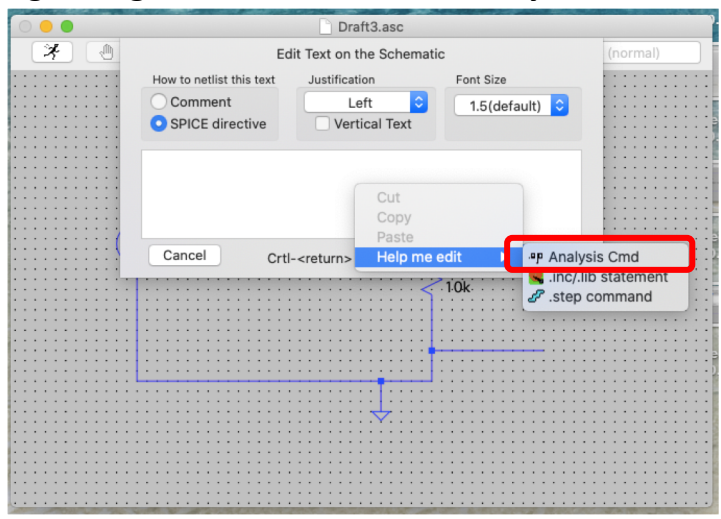 Draft3.asc
(normal)
Edit Text on the Schematic
How to netlist this text
Justification
Font Size
Comment
Left
1.5(default)
SPICE directive
Vertical Text
Cut
Copy
Paste
Cancel
Crtl-<return>
Help me edit
.op Analysis Cmd
.inc/.lib statement
.step command
10k